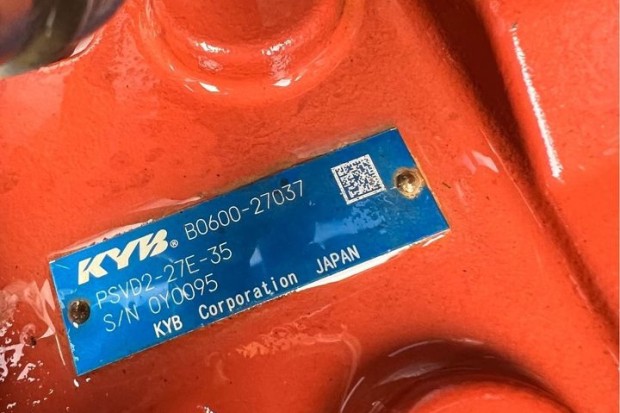 KYB® B0600-27037
PSVD2-27E-35
S/N 0Y0095
KYB Corporation JAPAN